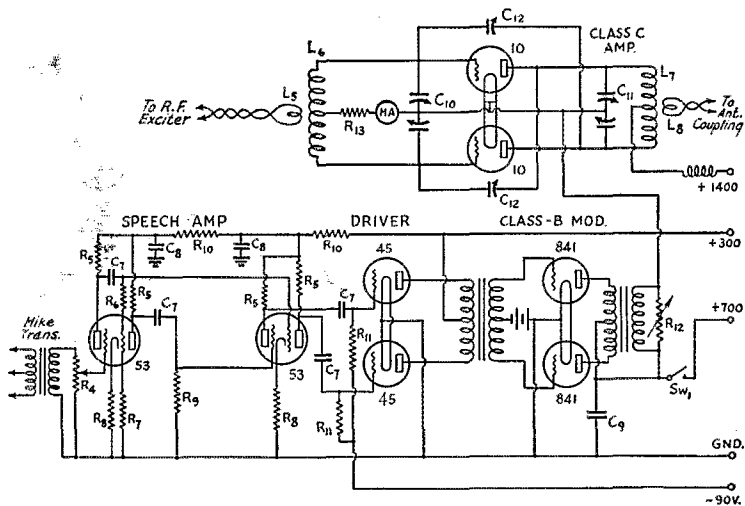 C12
CLASS C
AMP.
L6
10
L7
L5
To R.F.
Exciter
C10
C11
MA
R13
To
Ant.
Coupling
L8
10
C12
+1400
SPEECH AMP
DRIVER
CLASS-B MOD.
+300
C8
R10
C8
R10
45
841
R5
C7
R6
R5
C7
R5
R5
C7
R11
+700
Mike
Trans.
R12
53
53
C7
R4
R9
45
841
SW1
R8
R7
R8
R11
C9
GND.
-90V.